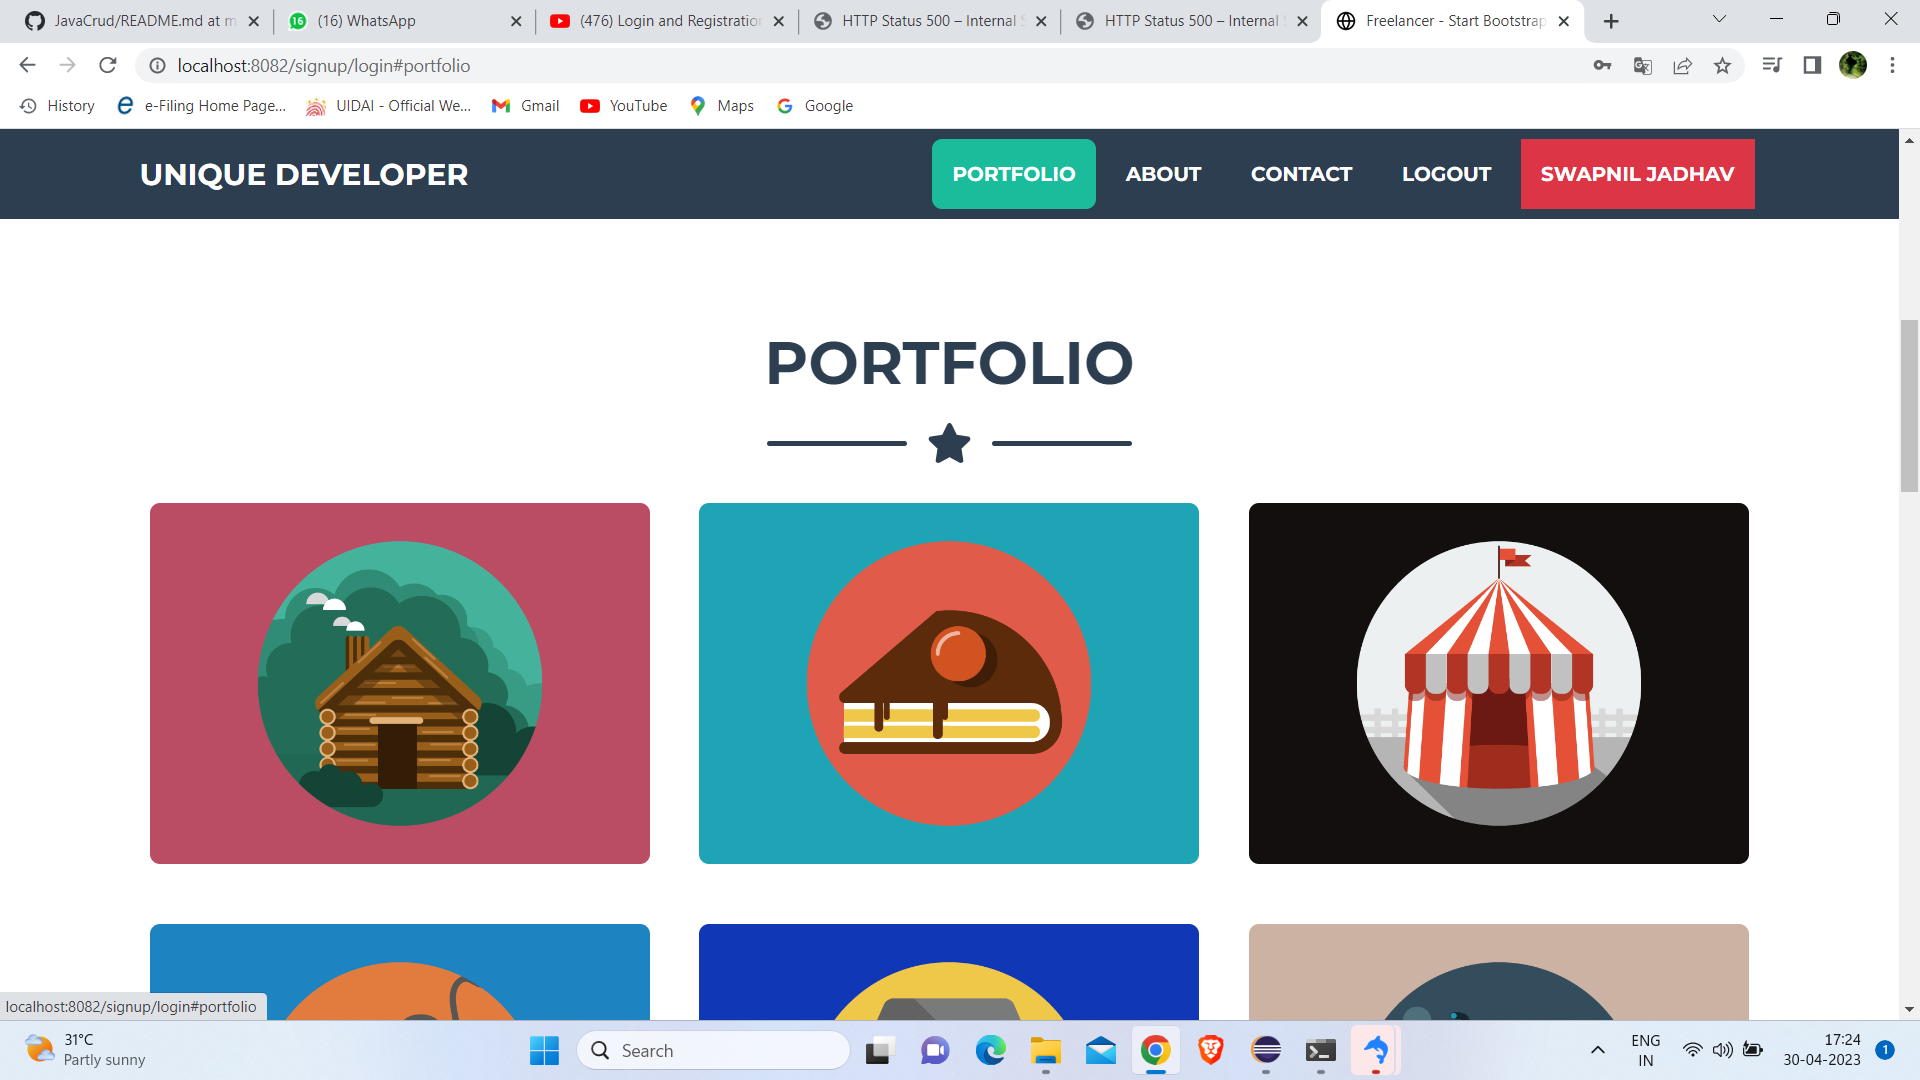 JavaCrud/README.md at m
(16) WhatsApp
(476) Login and Registration
HTTP Status 500 – Internal S
HTTP Status 500 – Internal S
Freelancer - Start Bootstrap
localhost:8082/signup/login#portfolio
History
e-Filing Home Page...
UIDAI - Official We...
Gmail
YouTube
Maps
Google
UNIQUE DEVELOPER
PORTFOLIO
ABOUT
CONTACT
LOGOUT
SWAPNIL JADHAV
PORTFOLIO
localhost:8082/signup/login#portfolio
31°C
Partly sunny
Search
ENG
IN
17:24
30-04-2023
1